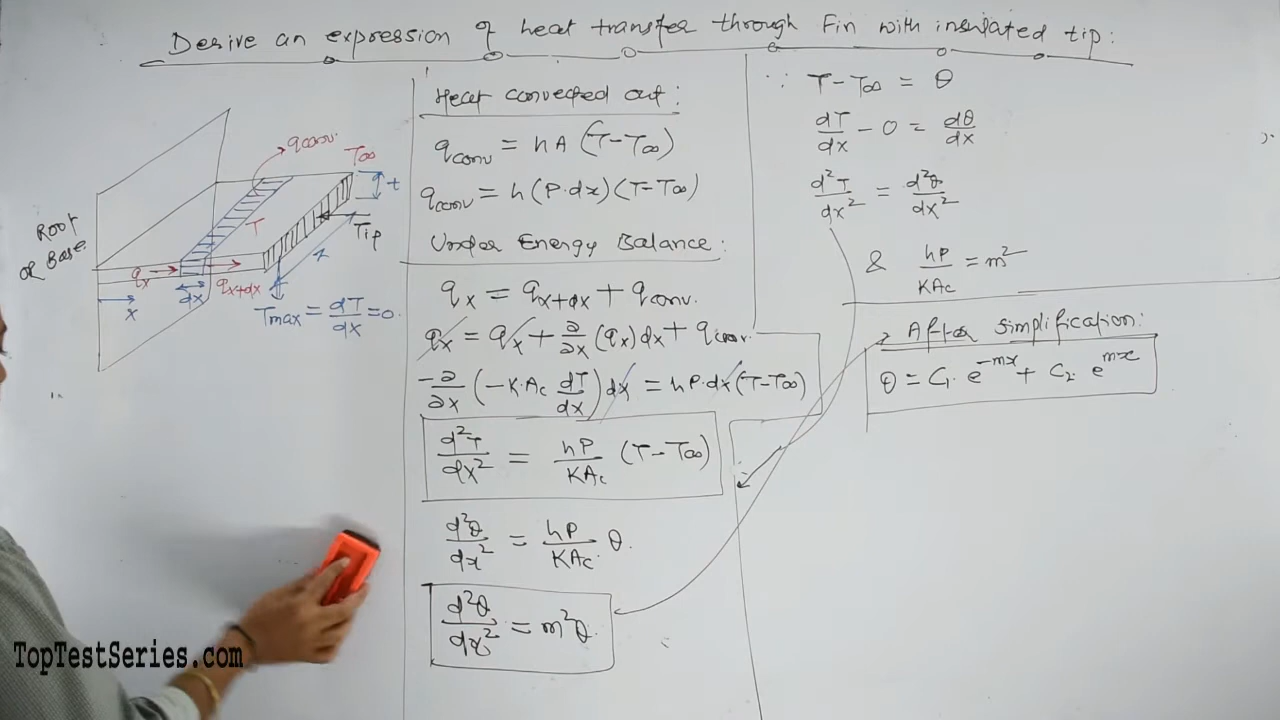 Derive an expression of heat transfer through Fin with insulated tip:
Root or Base
qconv.
T∞
t
T
Tip
qx
dx
qx+dx
x
Tmax = dT/dx = 0.
Heat convected out:
qconv = hA (T-T∞)
qconv = h(P.dx)(T-T∞)
Under Energy Balance:
qx = qx+dx + qconv.
qx = qx + ∂/∂x (qx)dx + qconv.
-∂/∂x (-K.Ac dT/dx) dx = hP.dx(T-T∞)
d²T/dx² = hP/KAc (T-T∞)
d²θ/dx² = hP/KAc. θ.
d²θ/dx² = m²θ.
∵ T-T∞ = θ
dT/dx - 0 = dθ/dx
d²T/dx² = d²θ/dx²
& hP/KAc = m²
After simplification:
θ = C₁. e^-mx + C₂. e^mx
TopTestSeries.com